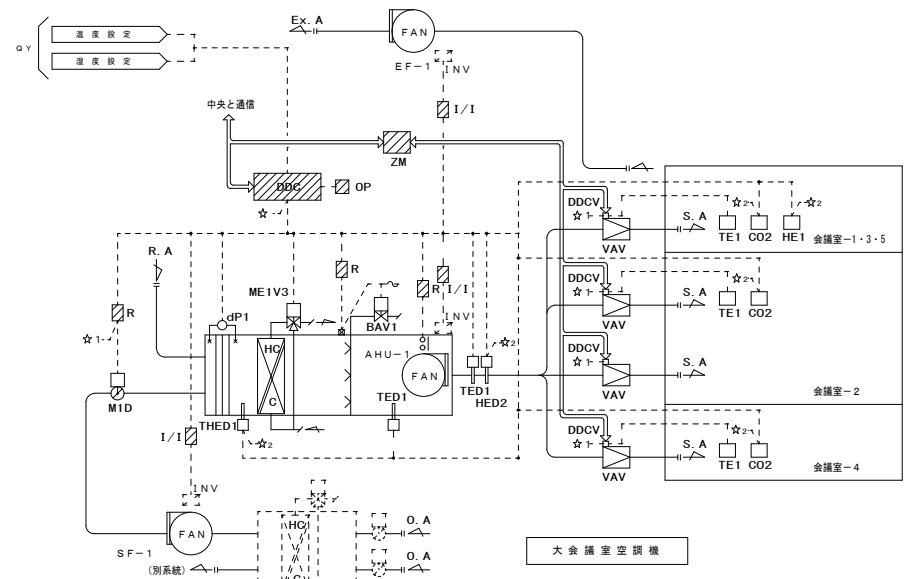 Ex. A
FAN
温 度 設 定
QY
湿 度 設 定
EF-1
INV
中央と通信
I/I
ZM
DDC
OP
☆
DDCV
☆1
S. A
☆2
☆2
VAV
TE1
CO2
HE1
会議室-1・3・5
R. A
ME1V3
R
R
I/I
DDCV
☆1
S. A
☆2
VAV
TE1
CO2
R
dP1
BAV1
INV
☆1
☆2
HC
AHU-1
FAN
DDCV
☆1
S. A
VAV
TED1
HED2
会議室-2
C
M1D
THED1
TED1
☆2
I/I
DDCV
☆1
S. A
☆2
VAV
TE1
CO2
会議室-4
INV
FAN
HC
O. A
SF-1
(別系統)
O. A
C
大 会 議 室 空 調 機